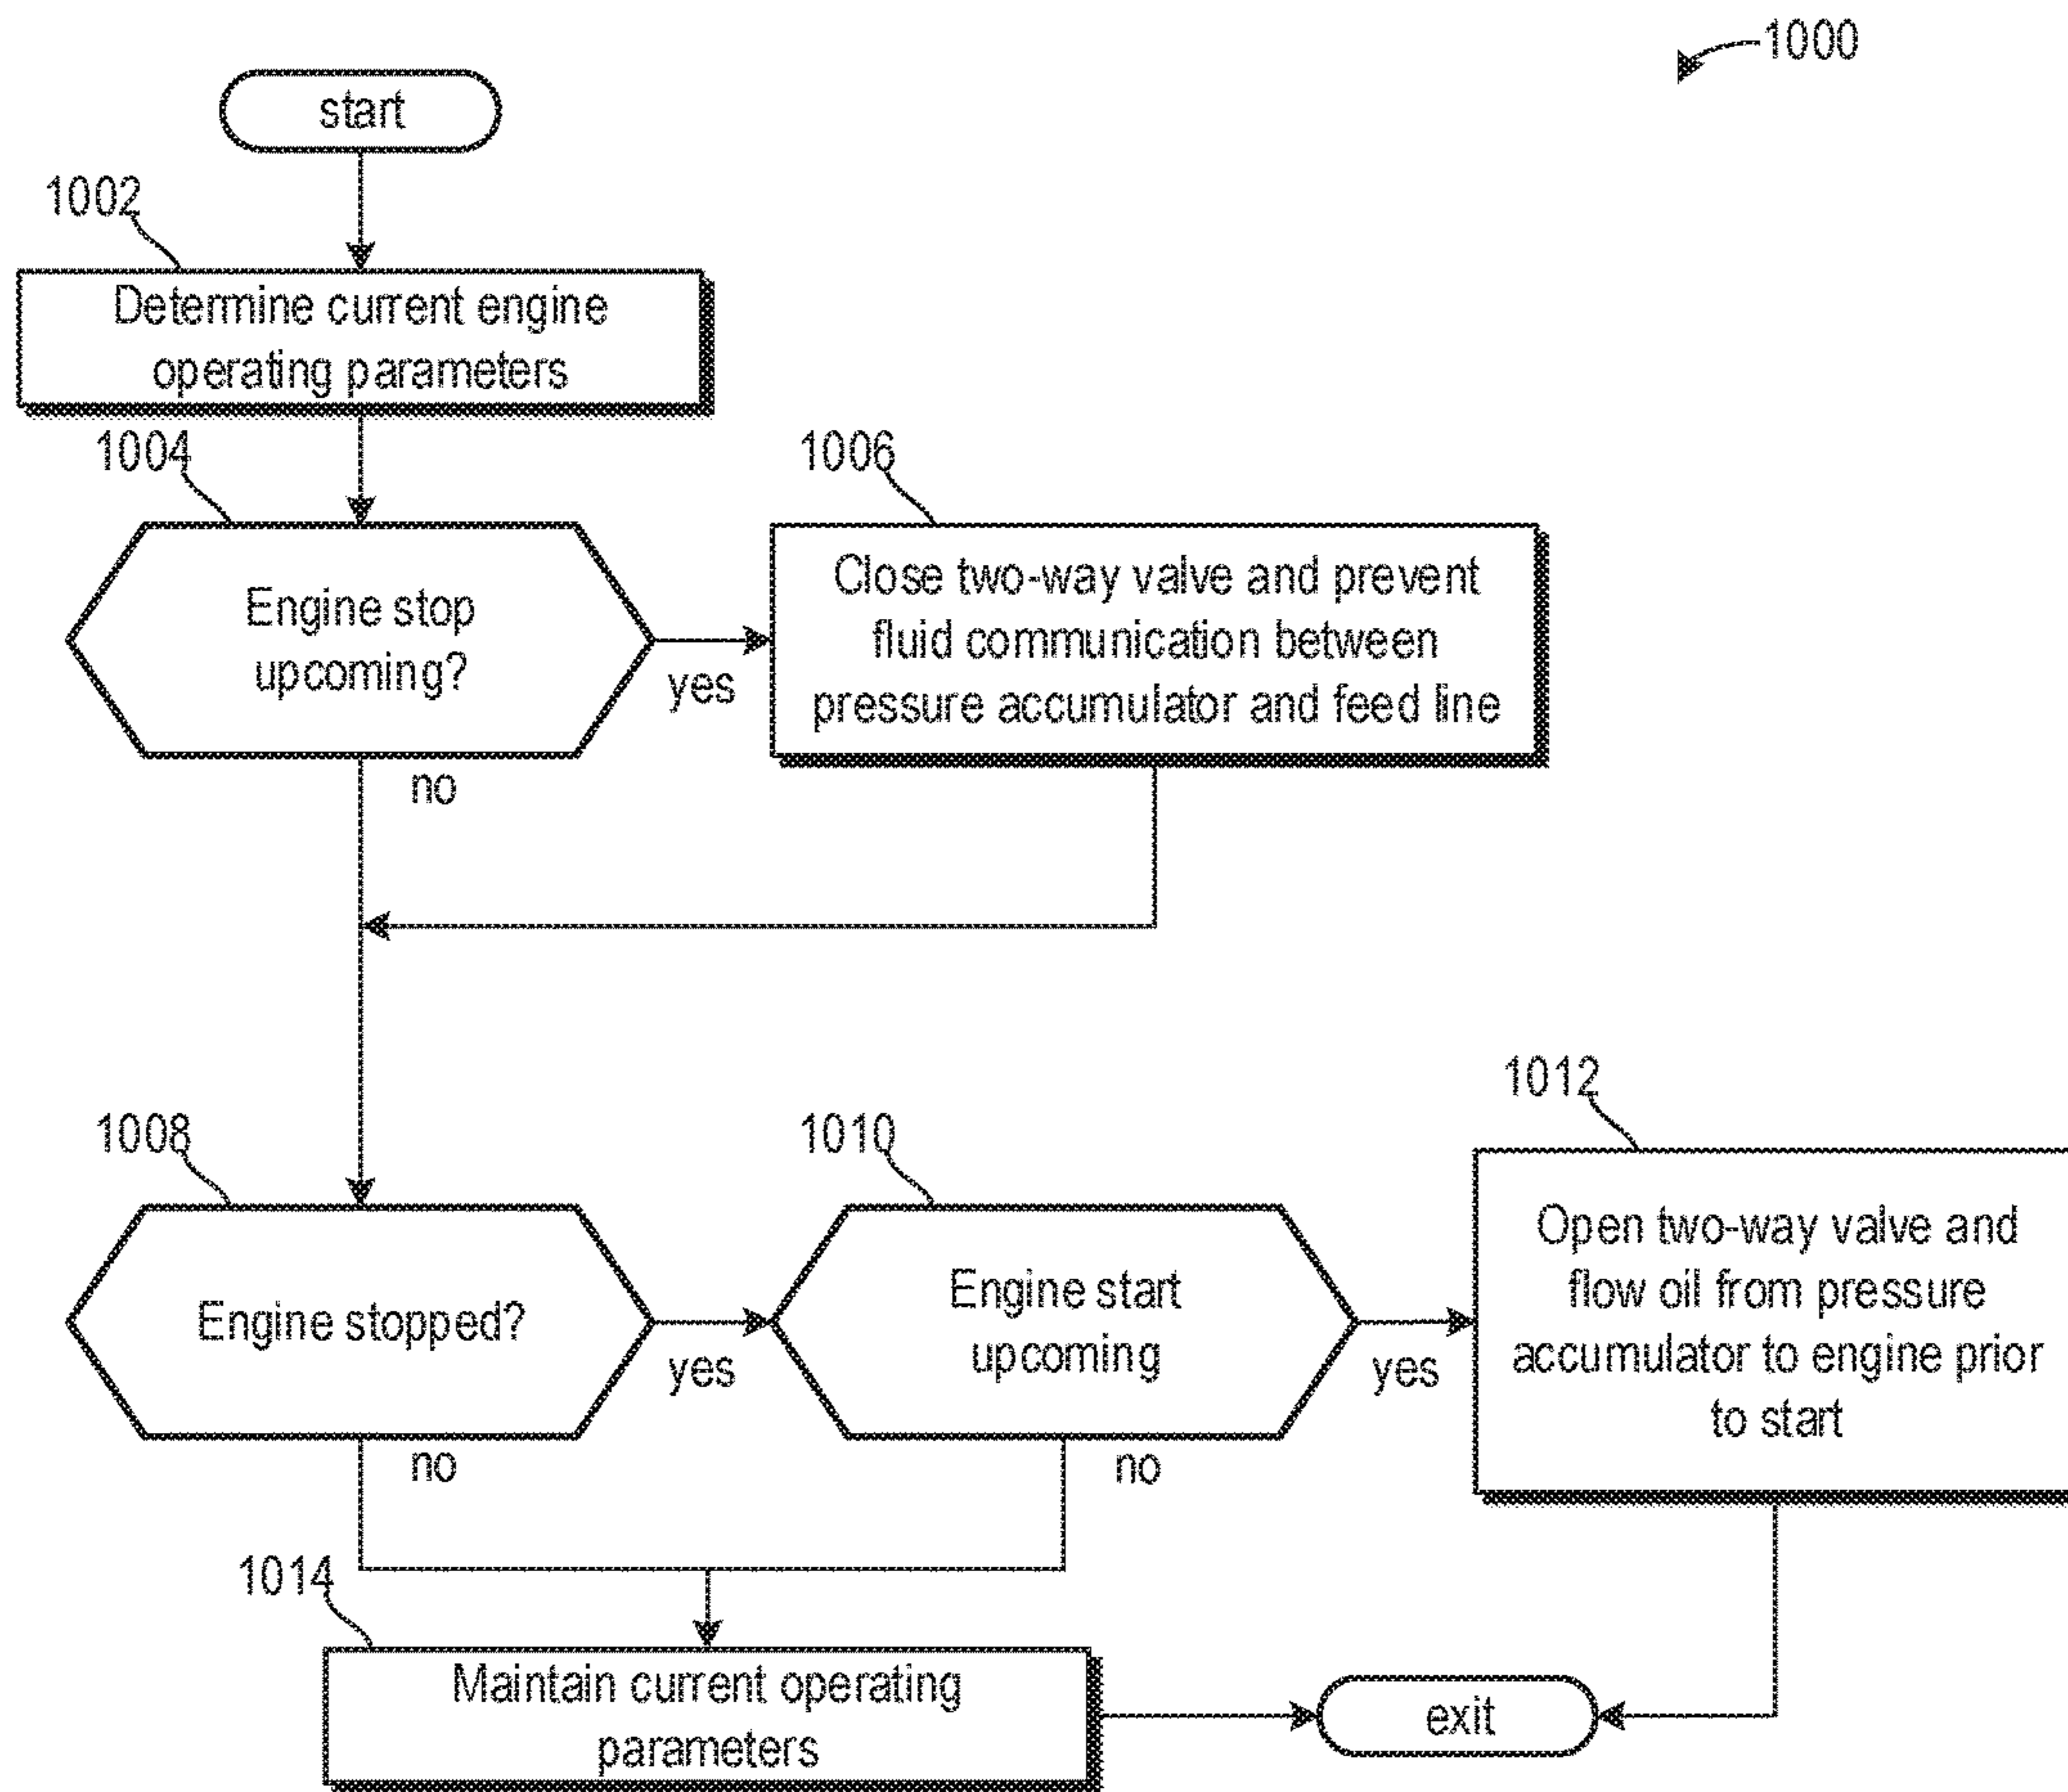 1000
start
1002
Determine current engine
operating parameters
1004
Engine stop
upcoming?
yes
no
1006
Close two-way valve and prevent
fluid communication between
pressure accumulator and feed line
1008
Engine stopped?
yes
no
1010
Engine start
upcoming
yes
no
1012
Open two-way valve and
flow oil from pressure
accumulator to engine prior
to start
1014
Maintain current operating
parameters
exit